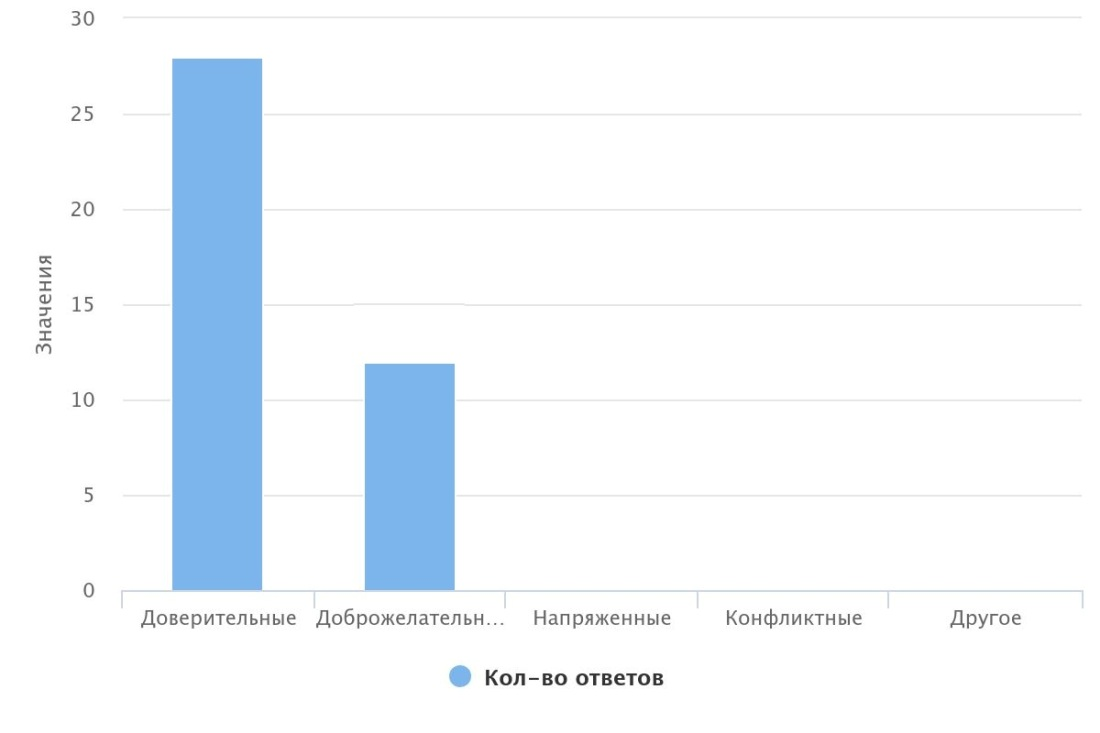 30
25
20
15
10
5
0
Значения
Доверительные
Доброжелательн...
Напряженные
Конфликтные
Другое
Кол-во ответов